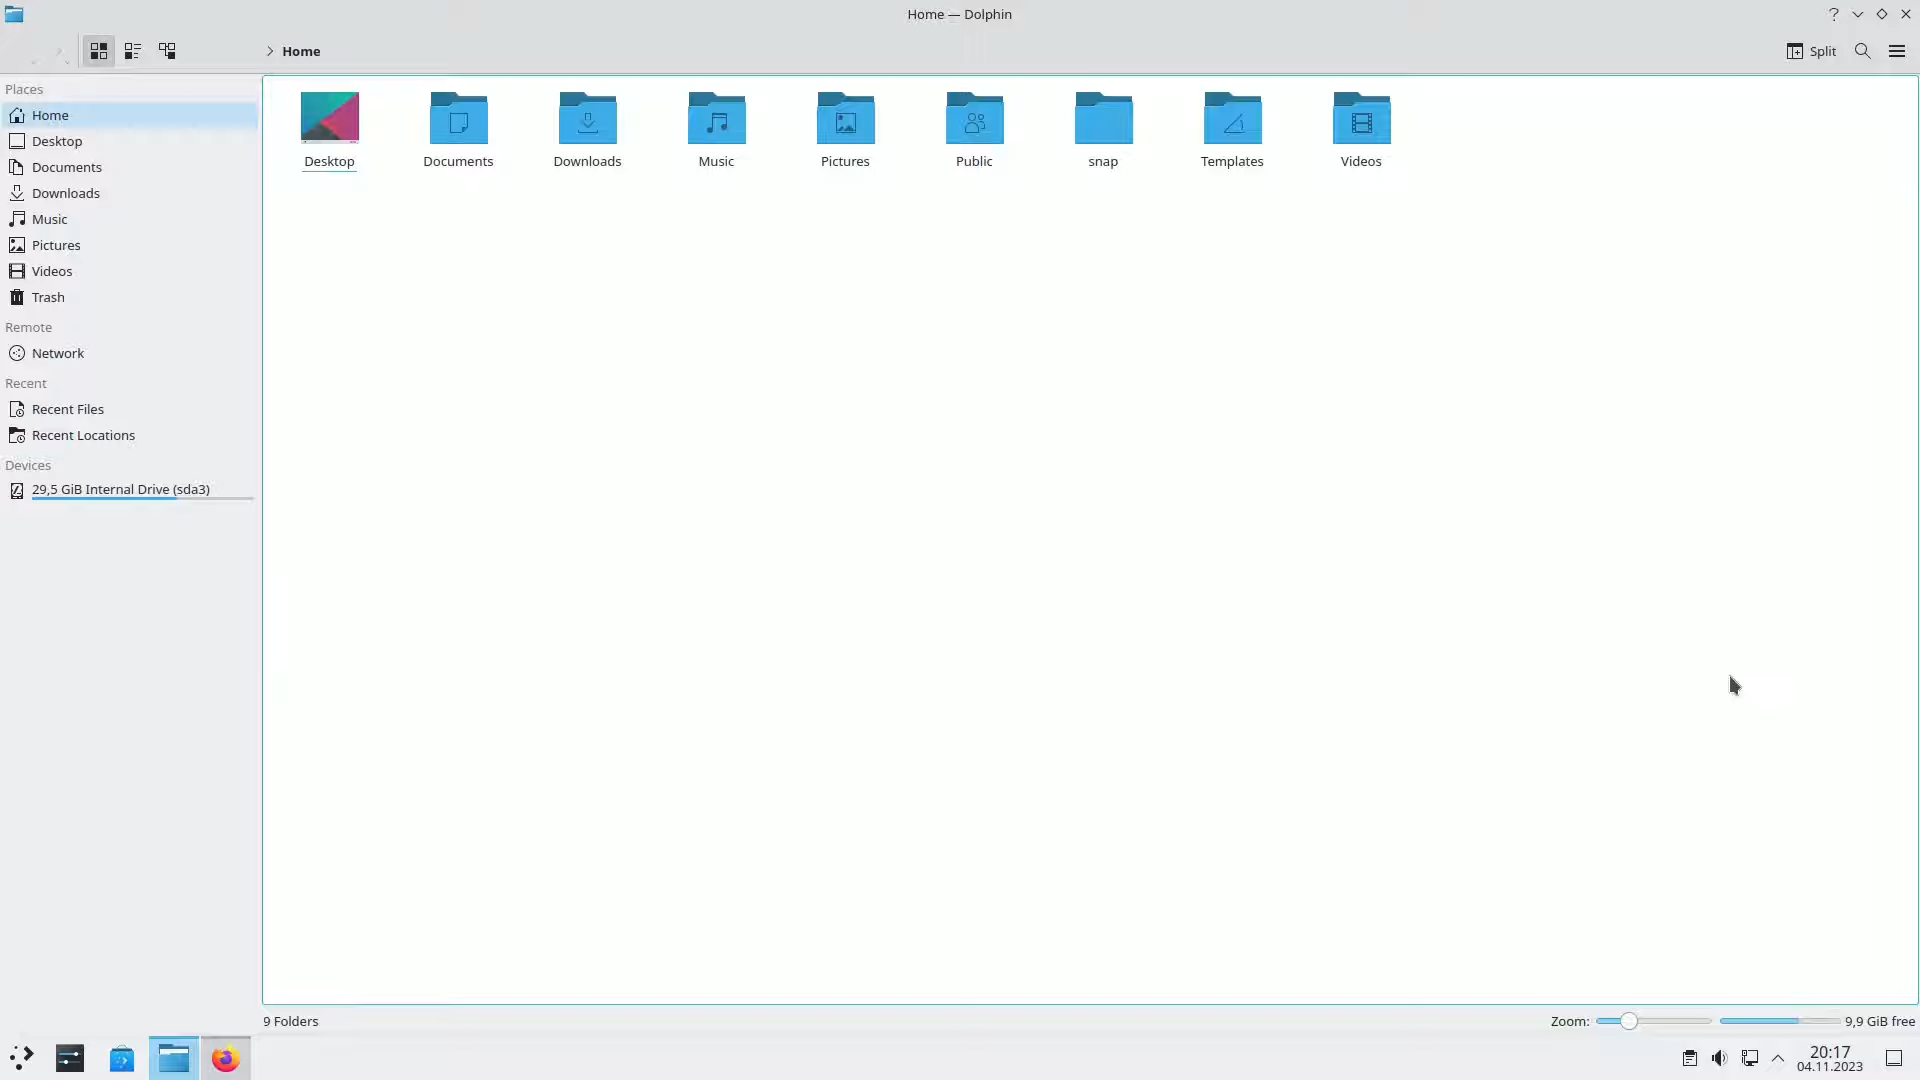 Home — Dolphin
Home
Split
Places
Home
Desktop
Documents
Downloads
Music
Pictures
Videos
Trash
Remote
Network
Recent
Recent Files
Recent Locations
Devices
29,5 GiB Internal Drive (sda3)
Desktop
Documents
Downloads
Music
Pictures
Public
snap
Templates
Videos
9 Folders
Zoom:
9,9 GiB free
20:17
04.11.2023